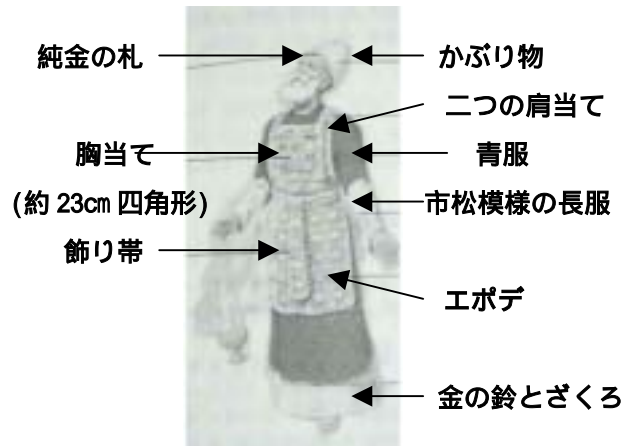 純金の札
かぶり物
二つの肩当て
胸当て
青服
(約 23㎝ 四角形)
市松模様の長服
飾り帯
エポデ
金の鈴とざくろ